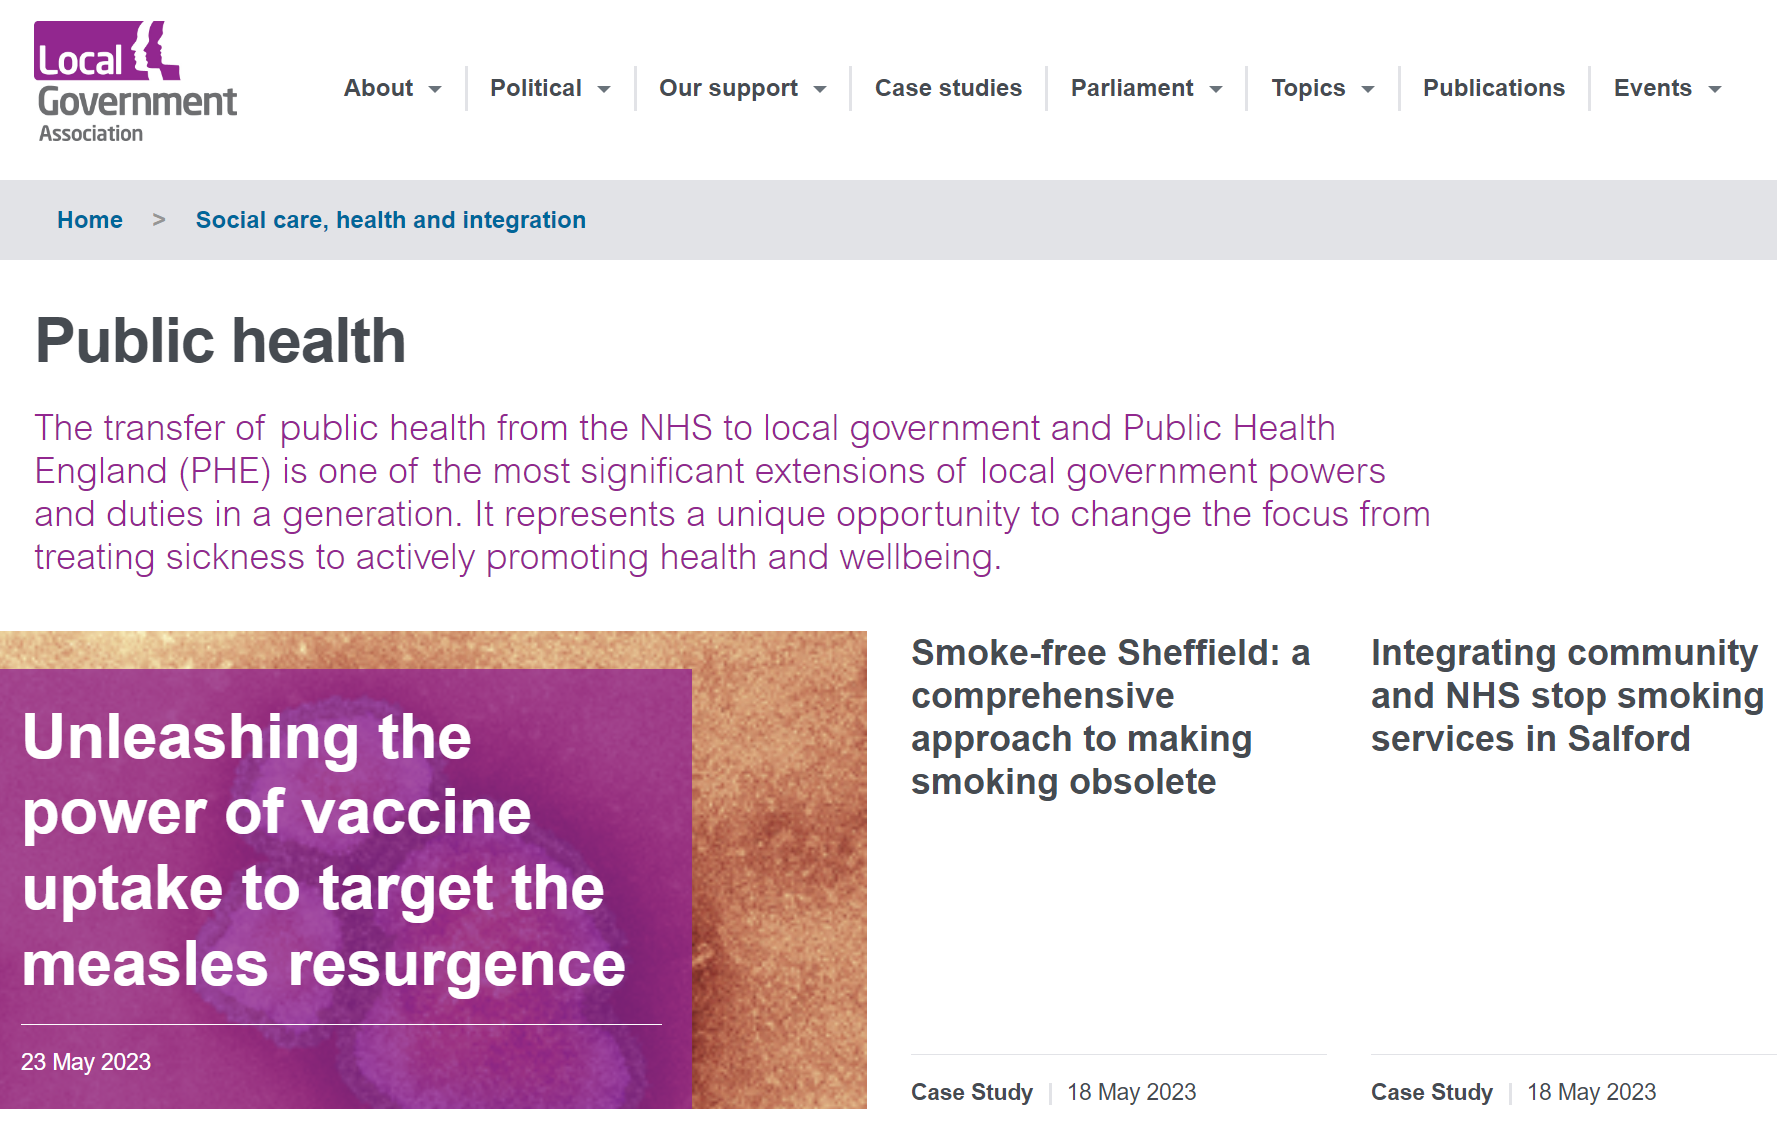 Local
Government
Association
About
Political
Our support
Case studies
Parliament
Topics
Publications
Events
Home > Social care, health and integration
Public health
The transfer of public health from the NHS to local government and Public Health
England (PHE) is one of the most significant extensions of local government powers
and duties in a generation. It represents a unique opportunity to change the focus from
treating sickness to actively promoting health and wellbeing.
Unleashing the
power of vaccine
uptake to target the
measles resurgence
23 May 2023
Smoke-free Sheffield: a
comprehensive
approach to making
smoking obsolete
Case Study | 18 May 2023
Integrating community
and NHS stop smoking
services in Salford
Case Study | 18 May 2023